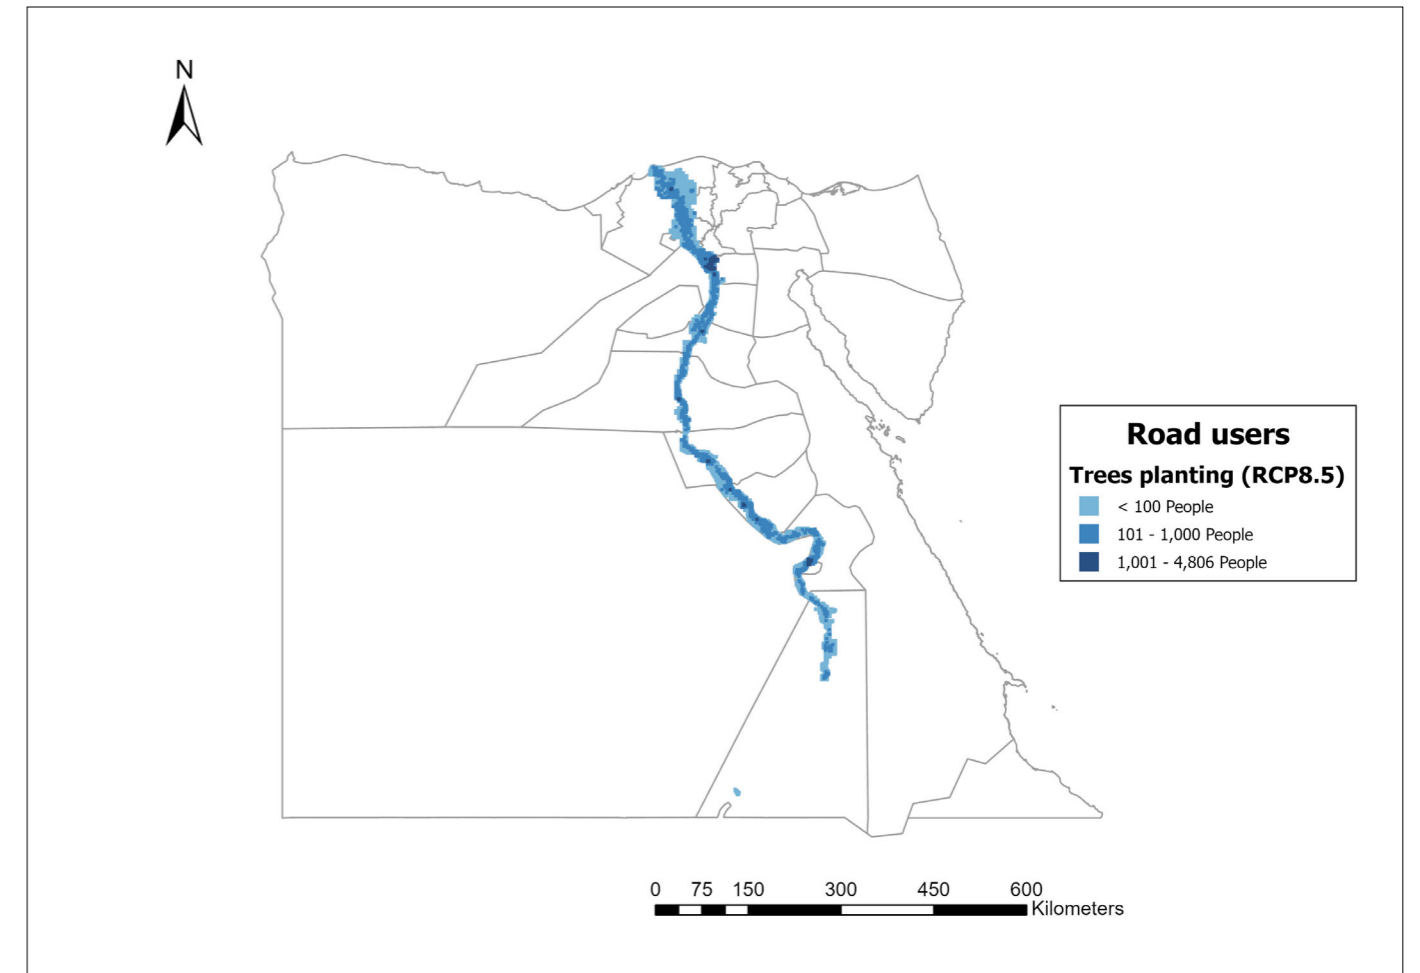 N
Road users
Trees planting (RCP8.5)
< 100 People
101 - 1,000 People
1,001 - 4,806 People
0 75 150 300 450 600
Kilometers